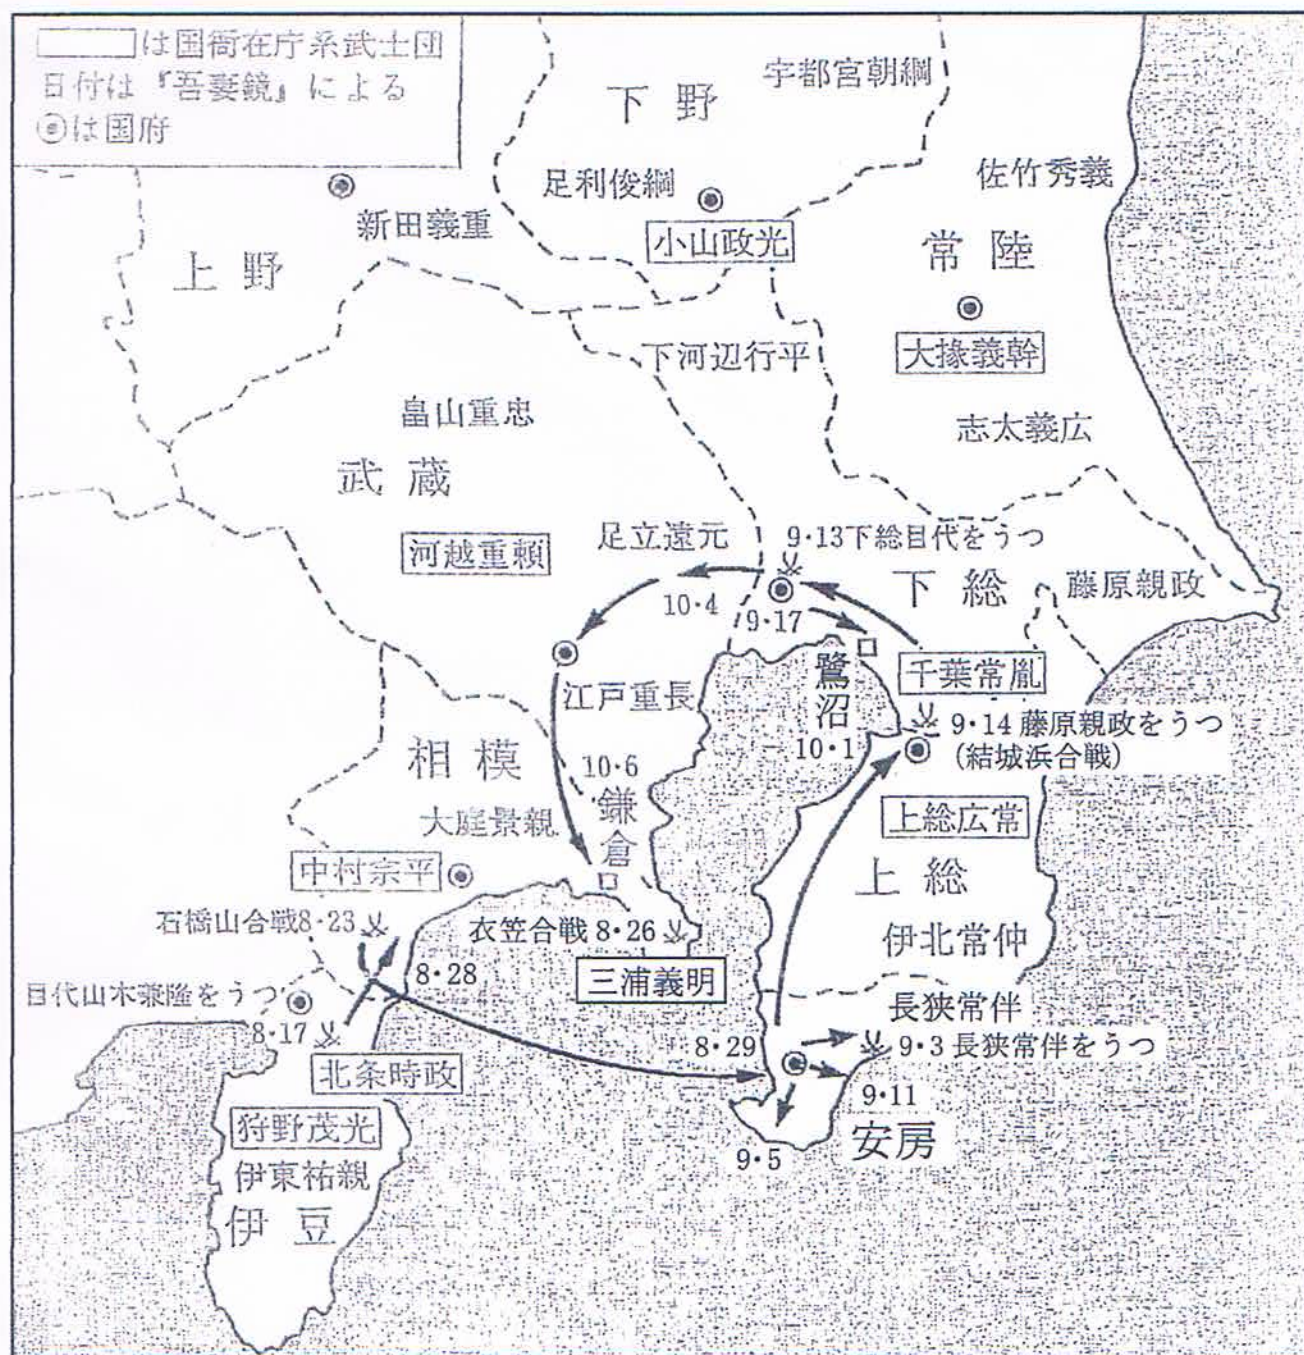 は国衙在庁系武士団
日付は『吾妻鏡』による
◎は国府
下野
宇都宮朝綱
足利俊綱
小山政光
佐竹秀義
新田義重
上野
常陸
大掾義幹
下河辺行平
志太義広
畠山重忠
武蔵
河越重頼
足立遠元
9・13下総目代をうつ
下総
藤原親政
10・4
9・17
鷺沼
10・1
千葉常胤
9・14 藤原親政をうつ
(結城浜合戦)
江戸重長
相模
10・6
鎌倉
大庭景親
中村宗平
上総広常
上総
伊北常仲
石橋山合戦8・23
衣笠合戦 8・26
三浦義明
8・28
目代山木兼隆をうつ
8・17
北条時政
8・29
長狭常伴
9・3 長狭常伴をうつ
9・11
安房
9・5
狩野茂光
伊東祐親
伊豆